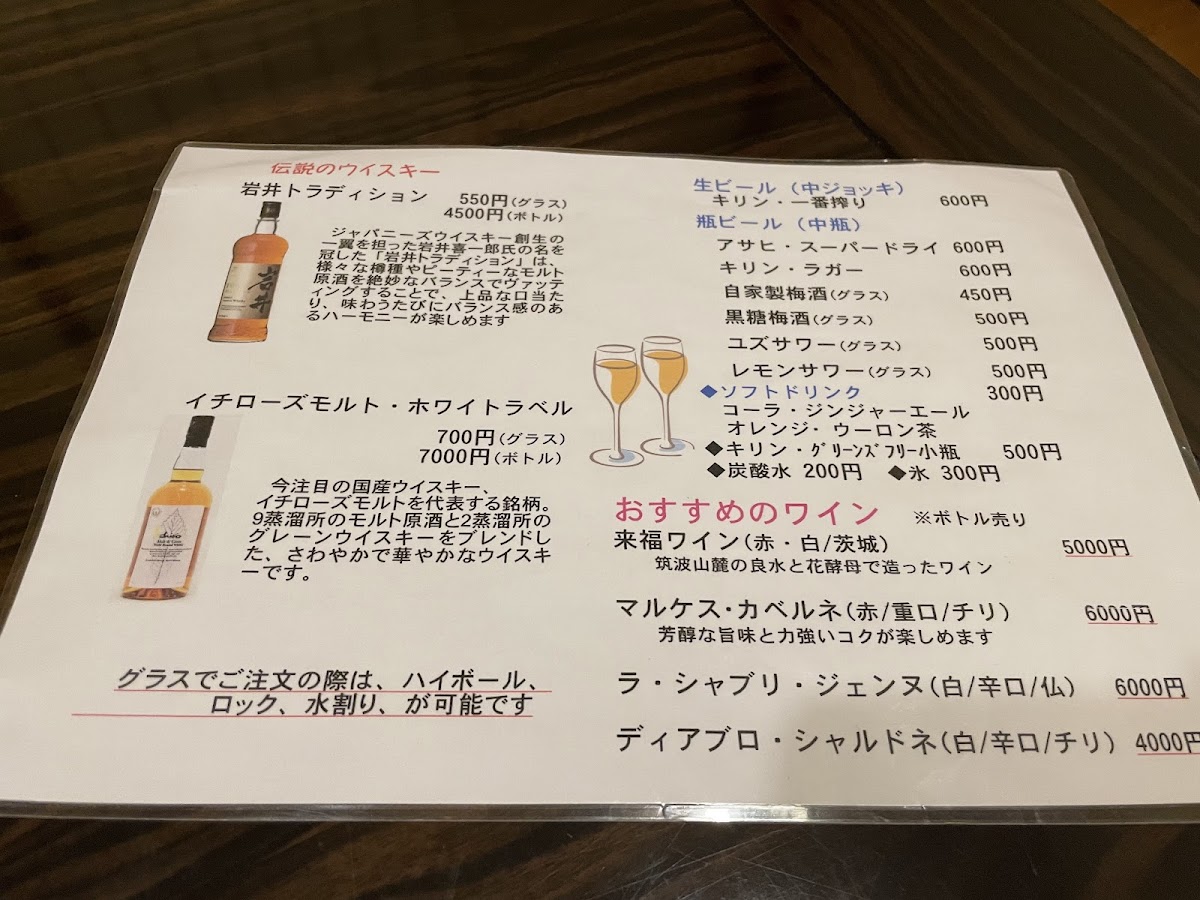 伝説のウイスキー
岩井トラディション 550円(グラス)
4500円(ボトル)
ジャパニーズウイスキー創生の
一翼を担った岩井喜一郎氏の名を
冠した「岩井トラディション」は、
様々な樽種やピーティーなモルト
原酒を絶妙なバランスでヴァッテ
ィングすることで、上品な口当た
り、味わうたびにバランス感のあ
るハーモニーが楽しめます
岩井
イチローズモルト・ホワイトラベル
700円(グラス)
7000円(ボトル)
今注目の国産ウイスキー、
イチローズモルトを代表する銘柄。
9蒸溜所のモルト原酒と2蒸溜所の
グレーンウイスキーをブレンドし
た、さわやかで華やかなウイスキ
ーです。
グラスでご注文の際は、ハイボール、
ロック、水割り、が可能です
生ビール (中ジョッキ)
キリン・一番搾り 600円
瓶ビール (中瓶)
アサヒ・スーパードライ 600円
キリン・ラガー 600円
自家製梅酒(グラス) 450円
黒糖梅酒(グラス) 500円
ユズサワー(グラス) 500円
レモンサワー(グラス) 500円
◆ソフトドリンク 300円
コーラ・ジンジャーエール
オレンジ・ウーロン茶
◆キリン・グリーンズフリー小瓶 500円
◆炭酸水 200円 ◆氷 300円
おすすめのワイン ※ボトル売り
来福ワイン(赤・白/茨城) 5000円
筑波山麓の良水と花酵母で造ったワイン
マルケス・カベルネ(赤/重口/チリ) 6000円
芳醇な旨味と力強いコクが楽しめます
ラ・シャブリ・ジェンヌ(白/辛口/仏) 6000円
ディアブロ・シャルドネ(白/辛口/チリ) 4000円